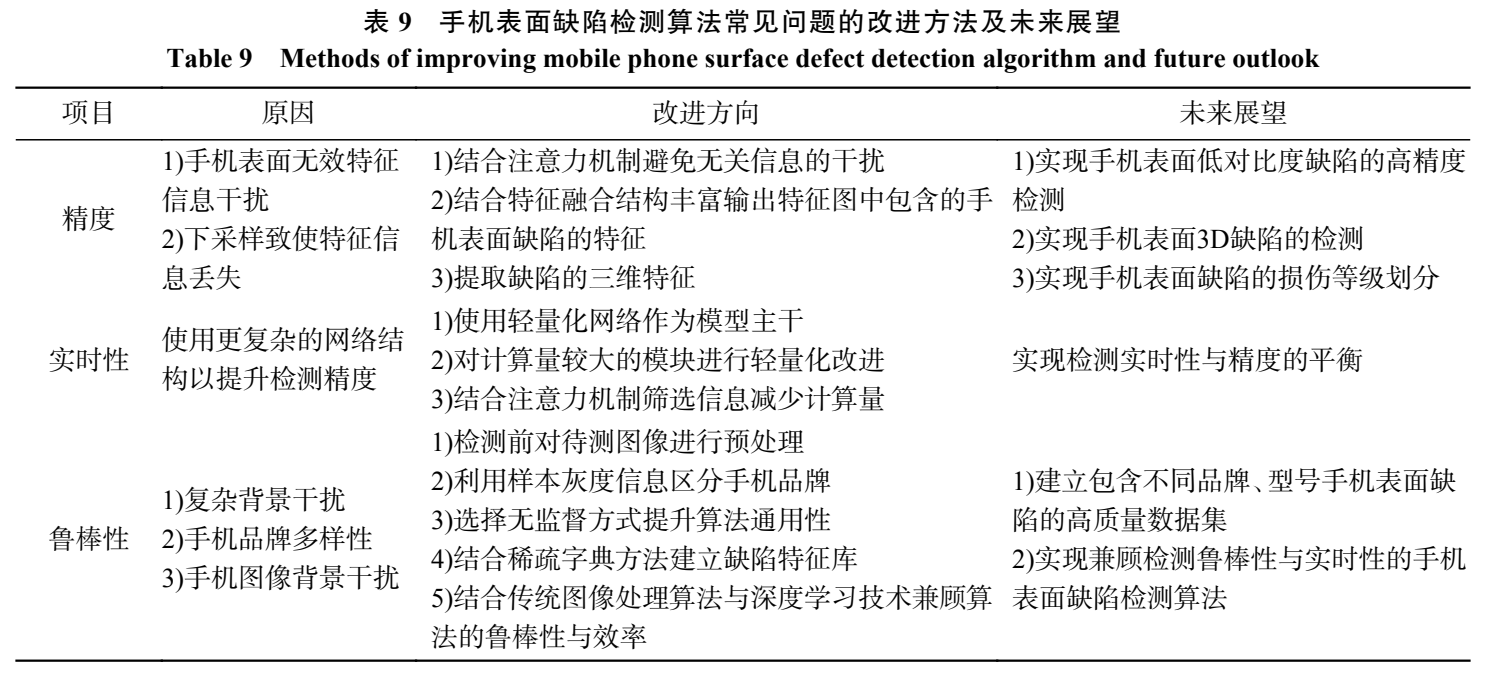 表 9 手机表面缺陷检测算法常见问题的改进方法及未来展望
Table 9 Methods of improving mobile phone surface defect detection algorithm and future outlook
项目 原因 改进方向 未来展望
精度
1)手机表面无效特征
信息干扰
2)下采样致使特征信
息丢失
1)结合注意力机制避免无关信息的干扰
2)结合特征融合结构丰富输出特征图中包含的手
机表面缺陷的特征
3)提取缺陷的三维特征
1)实现手机表面低对比度缺陷的高精度
检测
2)实现手机表面3D缺陷的检测
3)实现手机表面缺陷的损伤等级划分
实时性
使用更复杂的网络结
构以提升检测精度
1)使用轻量化网络作为模型主干
2)对计算量较大的模块进行轻量化改进
3)结合注意力机制筛选信息减少计算量
实现检测实时性与精度的平衡
鲁棒性
1)复杂背景干扰
2)手机品牌多样性
3)手机图像背景干扰
1)检测前对待测图像进行预处理
2)利用样本灰度信息区分手机品牌
3)选择无监督方式提升算法通用性
4)结合稀疏字典方法建立缺陷特征库
5)结合传统图像处理算法与深度学习技术兼顾算
法的鲁棒性与效率
1)建立包含不同品牌、型号手机表面缺
陷的高质量数据集
2)实现兼顾检测鲁棒性与实时性的手机
表面缺陷检测算法